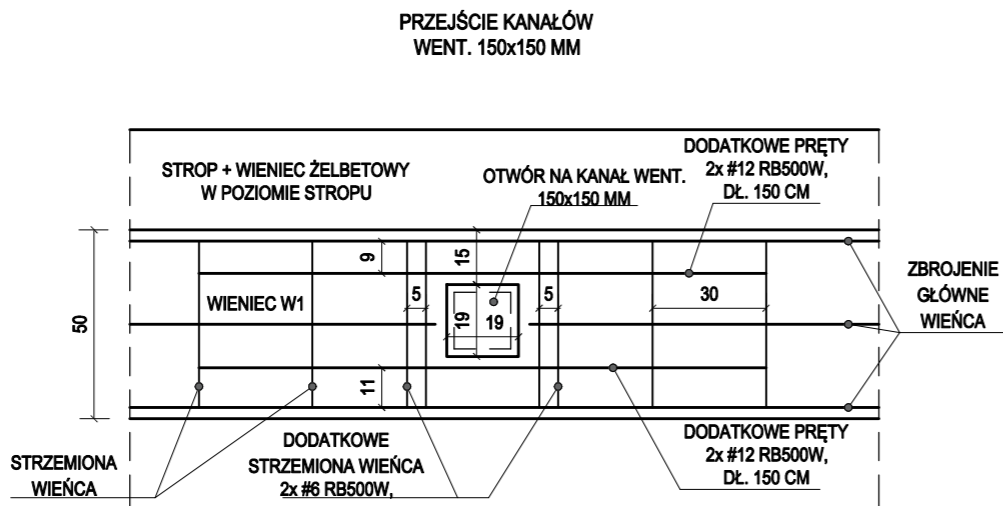 PRZEJŚCIE KANAŁÓW
WENT. 150x150 MM
DODATKOWE PRĘTY
2x #12 RB500W,
DŁ. 150 CM
STROP + WIENIEC ŻELBETOWY
W POZIOMIE STROPU
OTWÓR NA KANAŁ WENT.
150x150 MM
9
15
ZBROJENIE
GŁÓWNE
WIEŃCA
WIENIEC W1
5
5
30
50
19
19
11
DODATKOWE
STRZEMIONA WIEŃCA
2x #6 RB500W,
DODATKOWE PRĘTY
2x #12 RB500W,
DŁ. 150 CM
STRZEMIONA
WIEŃCA